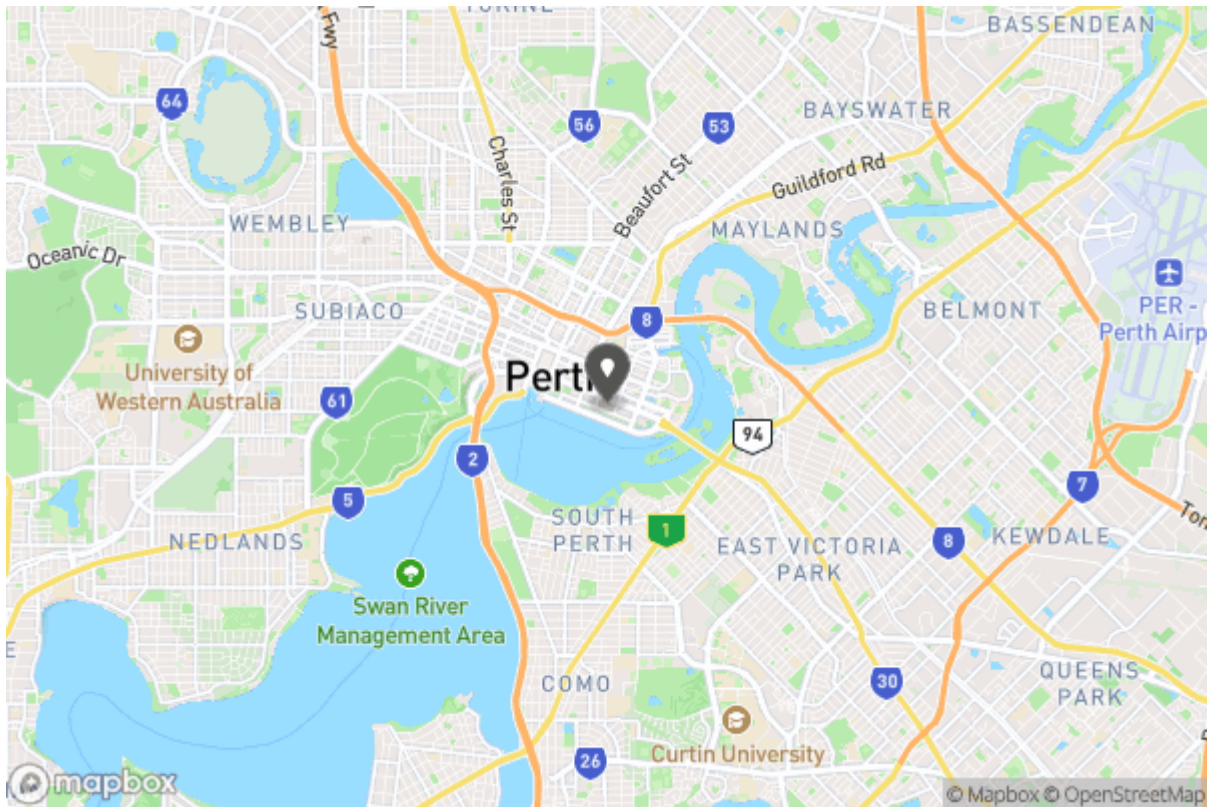 TUKINE
BASSENDEAN
Fwy
64
BAYSWATER
56
53
Charles St
Beaufort St
Guildford Rd
WEMBLEY
MAYLANDS
Oceanic Dr
SUBIACO
BELMONT
8
PER -
Perth Airp
University of
Western Australia
Perth
61
94
2
5
7
SOUTH
PERTH
1
EAST VICTORIA
PARK
8
KEWDALE
Ton
NEDLANDS
Swan River
Management Area
COMO
30
QUEENS
PARK
Curtin University
26
mapbox
© Mapbox © OpenStreetMap